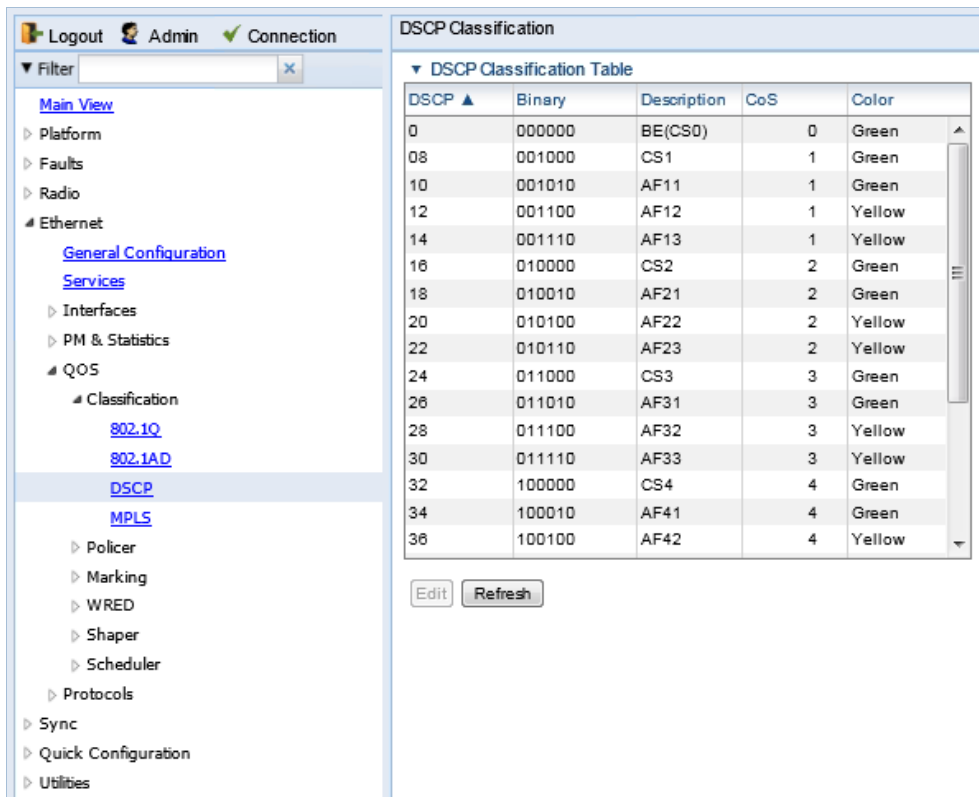 Logout Admin Connection
Filter
Main View
Platform
Faults
Radio
Ethernet
General Configuration
Services
Interfaces
PM & Statistics
QOS
Classification
802.1Q
802.1AD
DSCP
MPLS
Policer
Marking
WRED
Shaper
Scheduler
Protocols
Sync
Quick Configuration
Utilities
DSCP Classification
DSCP Classification Table
DSCP Binary Description CoS Color
0 000000 BE(CS0) 0 Green
08 001000 CS1 1 Green
10 001010 AF11 1 Green
12 001100 AF12 1 Yellow
14 001110 AF13 1 Yellow
16 010000 CS2 2 Green
18 010010 AF21 2 Green
20 010100 AF22 2 Yellow
22 010110 AF23 2 Yellow
24 011000 CS3 3 Green
26 011010 AF31 3 Green
28 011100 AF32 3 Yellow
30 011110 AF33 3 Yellow
32 100000 CS4 4 Green
34 100010 AF41 4 Green
36 100100 AF42 4 Yellow
Edit Refresh